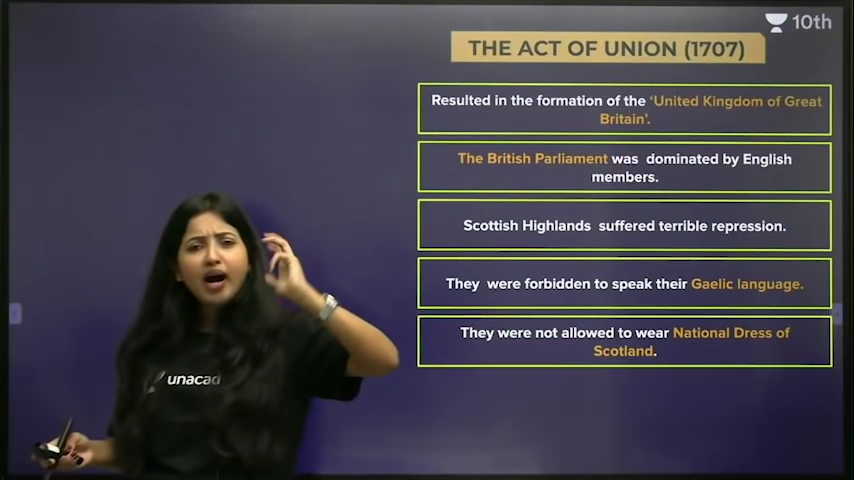 10th
THE ACT OF UNION (1707)
Resulted in the formation of the ‘United Kingdom of Great
Britain’.
The British Parliament was dominated by English
members.
Scottish Highlands suffered terrible repression.
They were forbidden to speak their Gaelic language.
They were not allowed to wear National Dress of
Scotland.
unacad